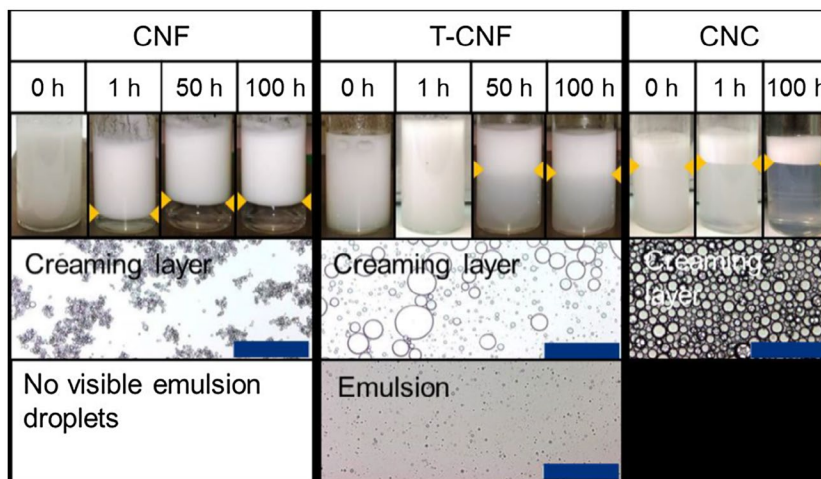 CNF
T-CNF
CNC
0 h
1 h
50 h
100 h
0 h
1 h
50 h
100 h
0 h
1 h
100 h
Creaming layer
Creaming layer
Creaming
layer
No visible emulsion
droplets
Emulsion